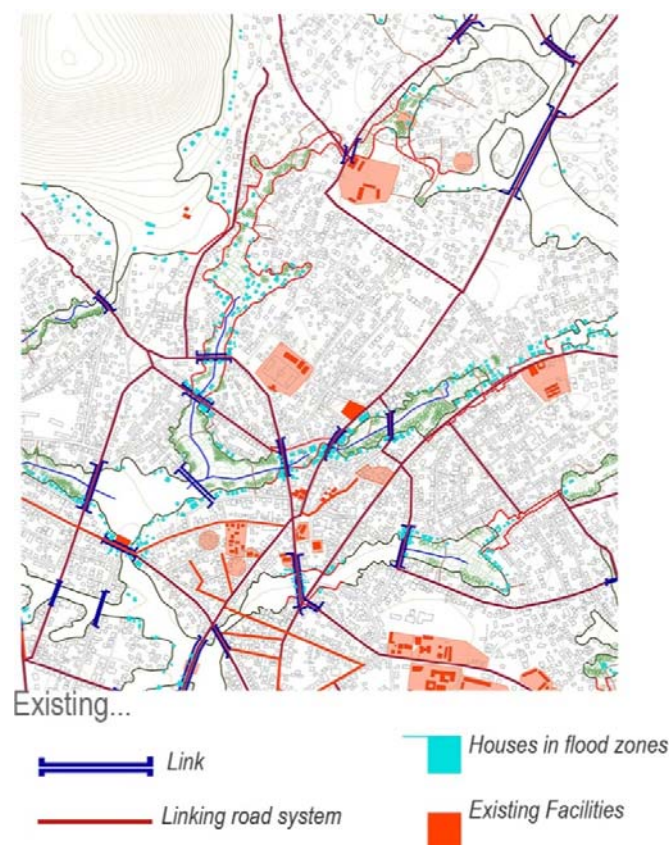 Existing...
Link
Houses in flood zones
Linking road system
Existing Facilities